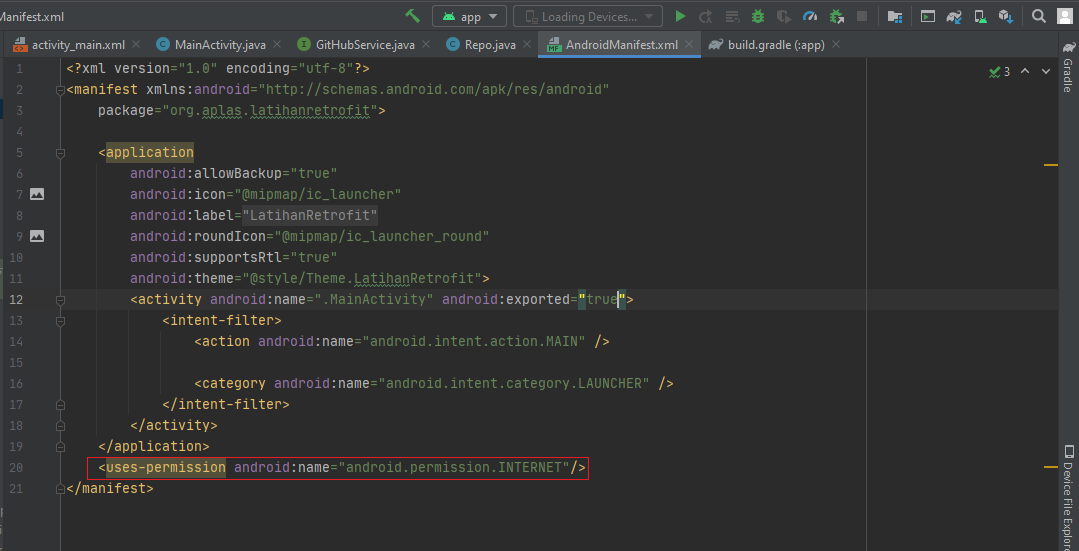 Manifest.xml
app
Loading Devices...
activity_main.xml
MainActivity.java
GitHubService.java
Repo.java
AndroidManifest.xml
build.gradle (:app)
3
1 <?xml version="1.0" encoding="utf-8"?>
2 <manifest xmlns:android="http://schemas.android.com/apk/res/android"
3     package="org.aplas.latihanretrofit">
4
5     <application
6         android:allowBackup="true"
7         android:icon="@mipmap/ic_launcher"
8         android:label="LatihanRetrofit"
9         android:roundIcon="@mipmap/ic_launcher_round"
10         android:supportsRtl="true"
11         android:theme="@style/Theme.LatihanRetrofit">
12         <activity android:name=".MainActivity" android:exported="true">
13             <intent-filter>
14                 <action android:name="android.intent.action.MAIN" />
15
16                 <category android:name="android.intent.category.LAUNCHER" />
17             </intent-filter>
18         </activity>
19     </application>
20     <uses-permission android:name="android.permission.INTERNET"/>
21 </manifest>
Gradle
Device File Explorer